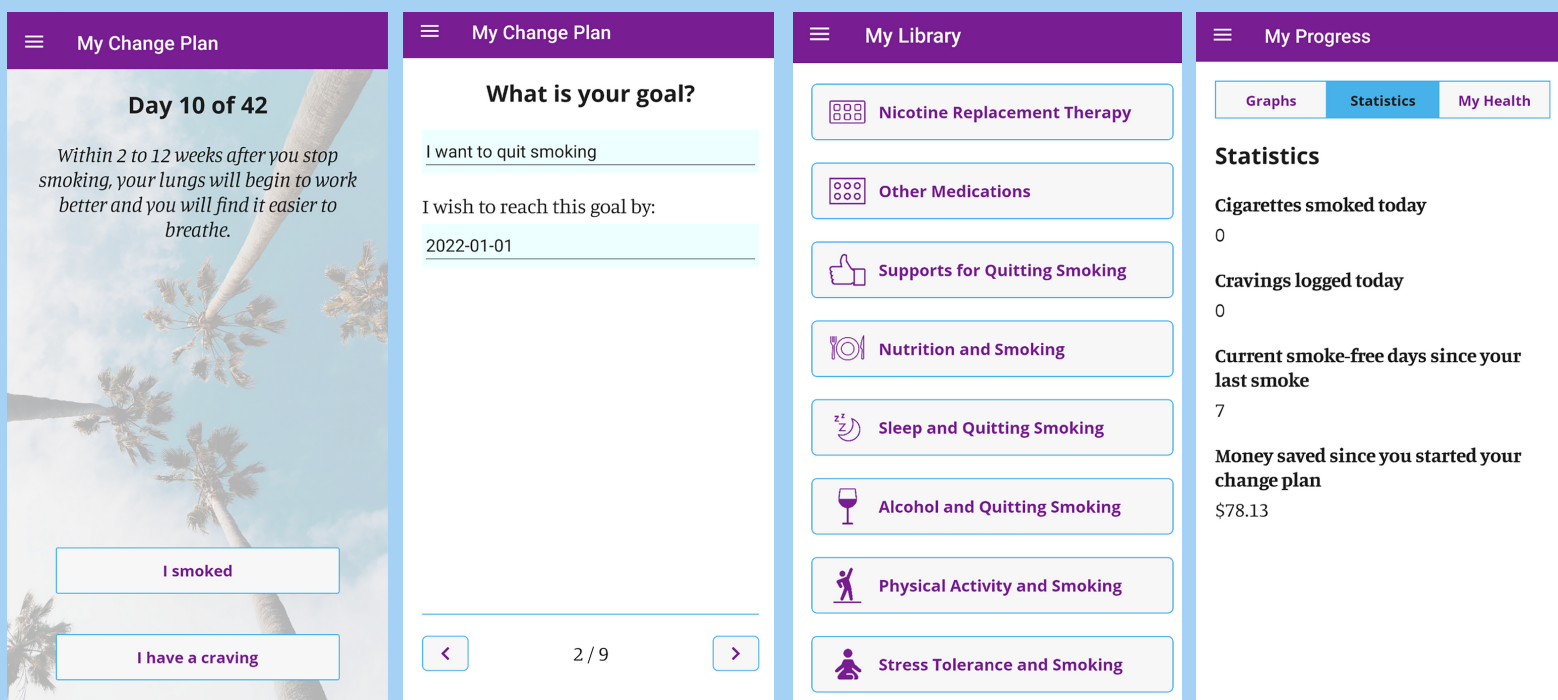 My Change Plan
Day 10 of 42
Within 2 to 12 weeks after you stop
smoking, your lungs will begin to work
better and you will find it easier to
breathe.
I smoked
I have a craving
My Change Plan
What is your goal?
I want to quit smoking
I wish to reach this goal by:
2022-01-01
2 / 9
My Library
Nicotine Replacement Therapy
Other Medications
Supports for Quitting Smoking
Nutrition and Smoking
z z z
Sleep and Quitting Smoking
Alcohol and Quitting Smoking
Physical Activity and Smoking
Stress Tolerance and Smoking
My Progress
Graphs Statistics My Health
Statistics
Cigarettes smoked today
0
Cravings logged today
0
Current smoke-free days since your
last smoke
7
Money saved since you started your
change plan
$78.13